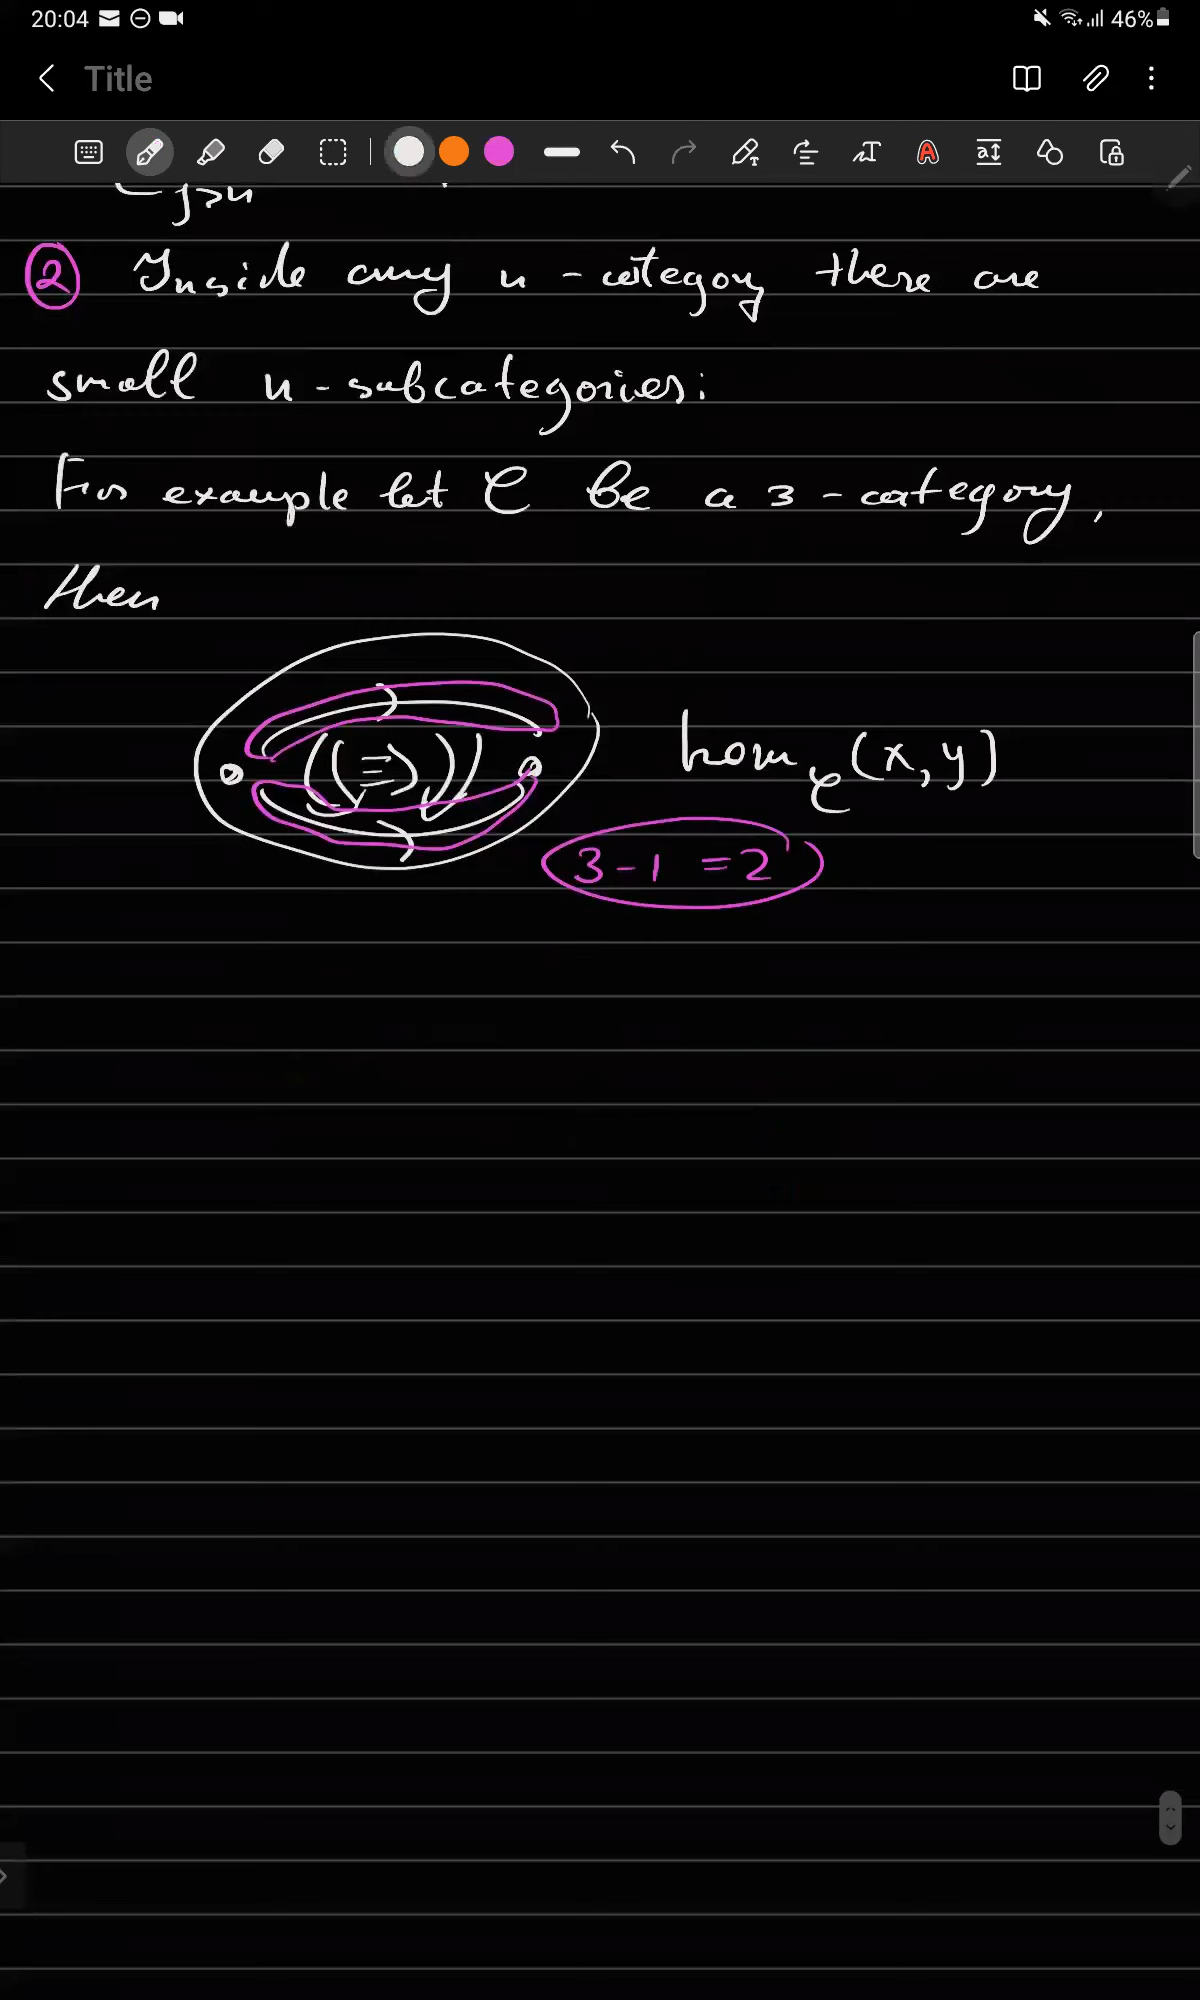 20:04 46%
Title
j>n
2 Inside any n-category there are
small n-subcategories:
For example let C be a 3-category,
then
hom_C(x,y)
3-1 = 2